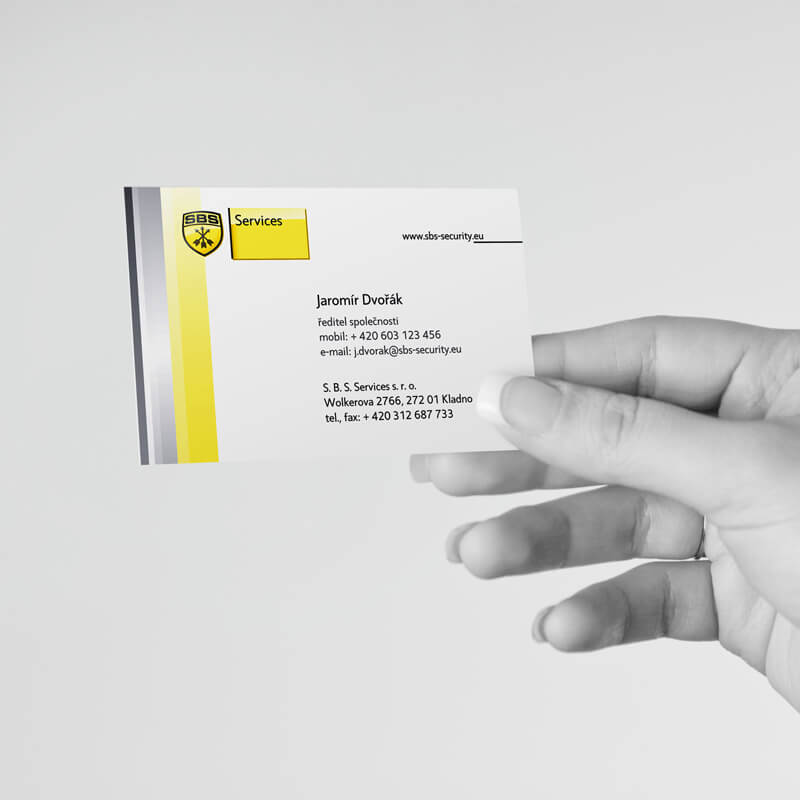 SBS
Services
www.sbs-security.eu
Jaromír Dvořák
ředitel společnosti
mobil: + 420 603 123 456
e-mail: j.dvorak@sbs-security.eu
S. B. S. Services s. r. o.
Wolkerova 2766, 272 01 Kladno
tel., fax: + 420 312 687 733